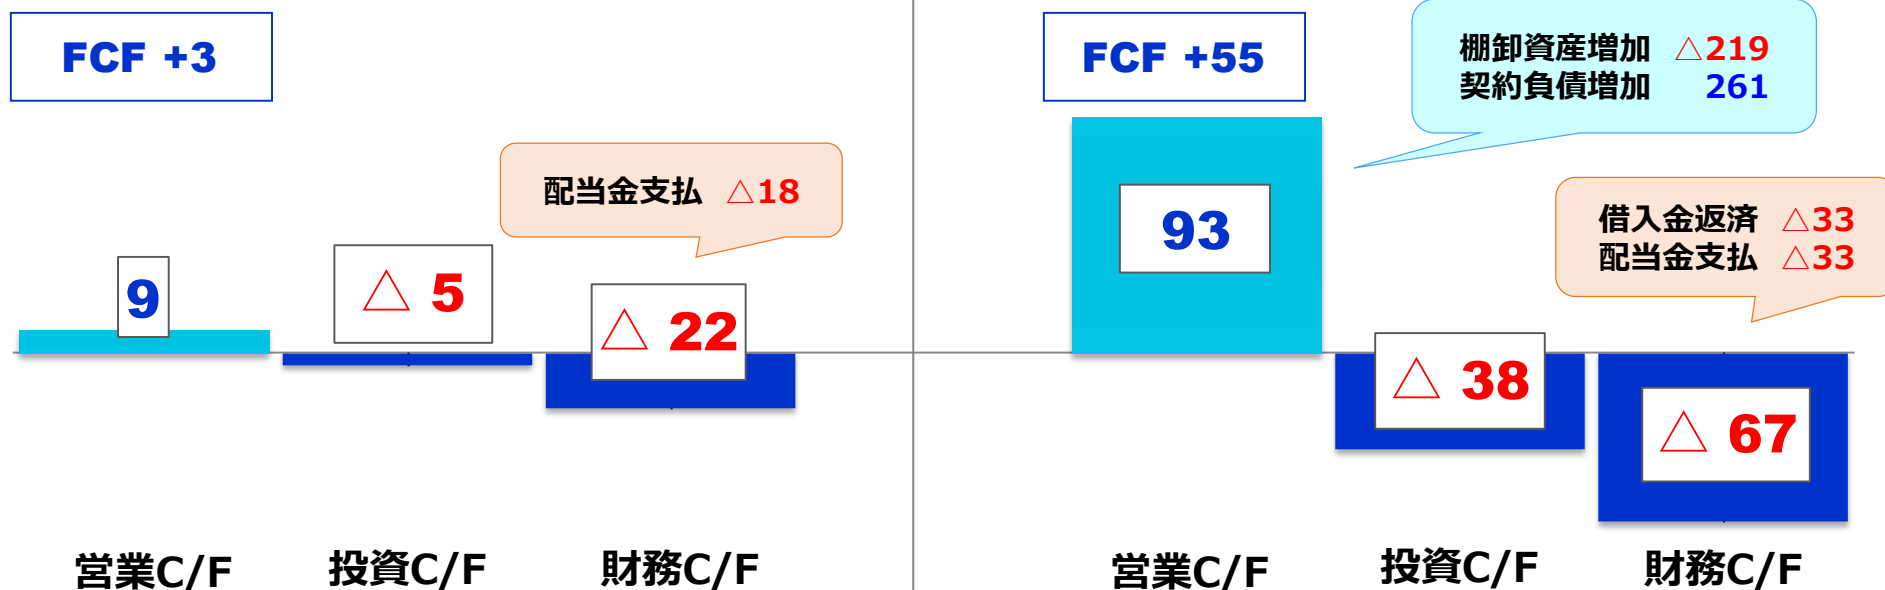 FCF +3
配当金支払 △18
9
△ 5
△ 22
営業C/F
投資C/F
財務C/F
FCF +55
棚卸資産増加 △219
契約負債増加 261
93
借入金返済 △33
配当金支払 △33
△ 38
△ 67
営業C/F
投資C/F
財務C/F